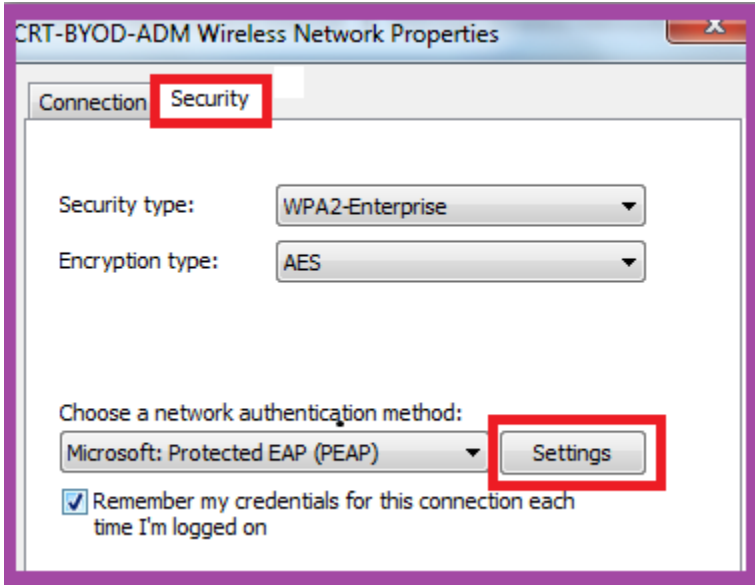 CRT-BYOD-ADM Wireless Network Properties
X
Connection Security
Security type: WPA2-Enterprise
Encryption type: AES
Choose a network authentication method:
Microsoft: Protected EAP (PEAP) Settings
Remember my credentials for this connection each
time I'm logged on